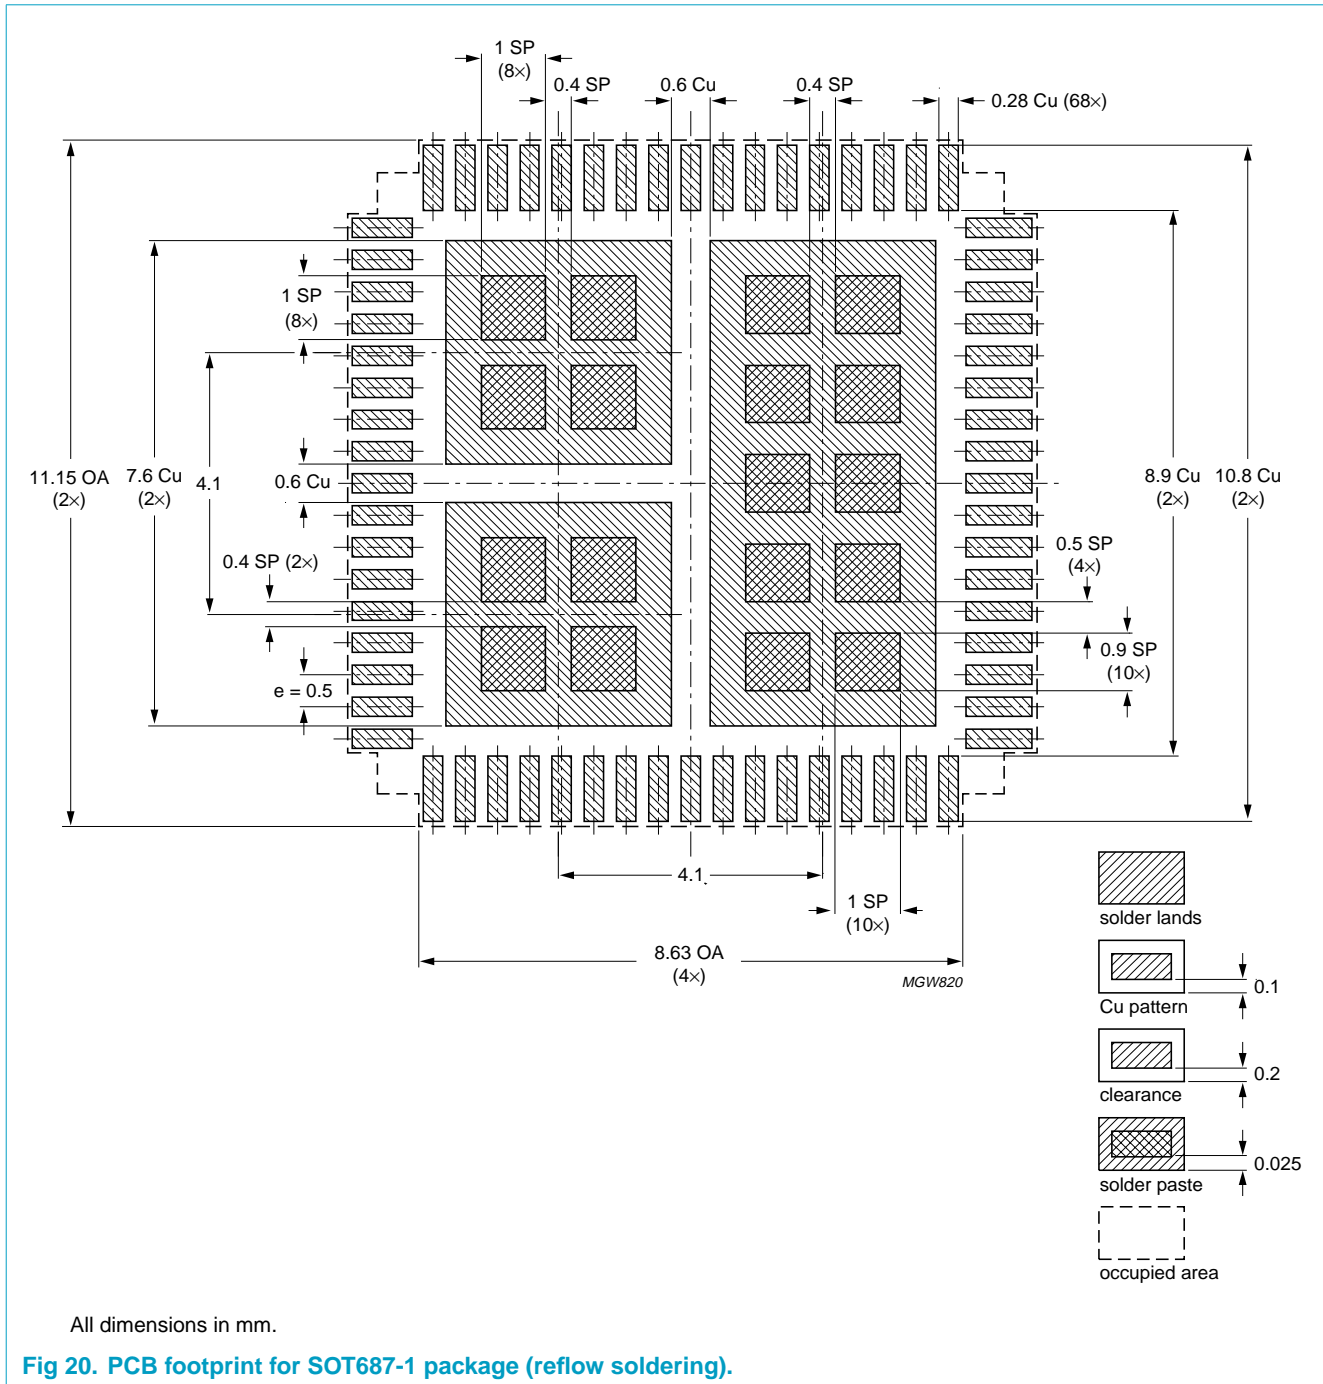 1 SP
(8×)
0.4 SP
0.6 Cu
0.4 SP
0.28 Cu (68×)
1 SP
(8×)
11.15 OA
(2×)
7.6 Cu
(2×)
4.1
0.6 Cu
8.9 Cu
(2×)
10.8 Cu
(2×)
0.4 SP (2×)
0.5 SP
(4×)
0.9 SP
(10×)
e = 0.5
4.1
1 SP
(10×)
8.63 OA
(4×)
MGW820
solder lands
0.1
Cu pattern
0.2
clearance
0.025
solder paste
occupied area
All dimensions in mm.
Fig 20. PCB footprint for SOT687-1 package (reflow soldering).